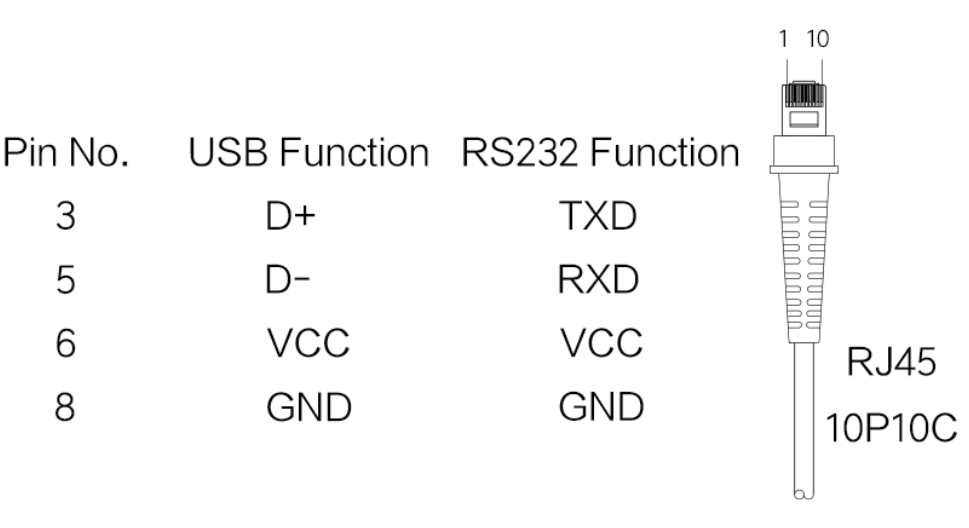 1 10
Pin No. USB Function RS232 Function
3 D+ TXD
5 D- RXD
6 VCC VCC
8 GND GND
RJ45
10P10C